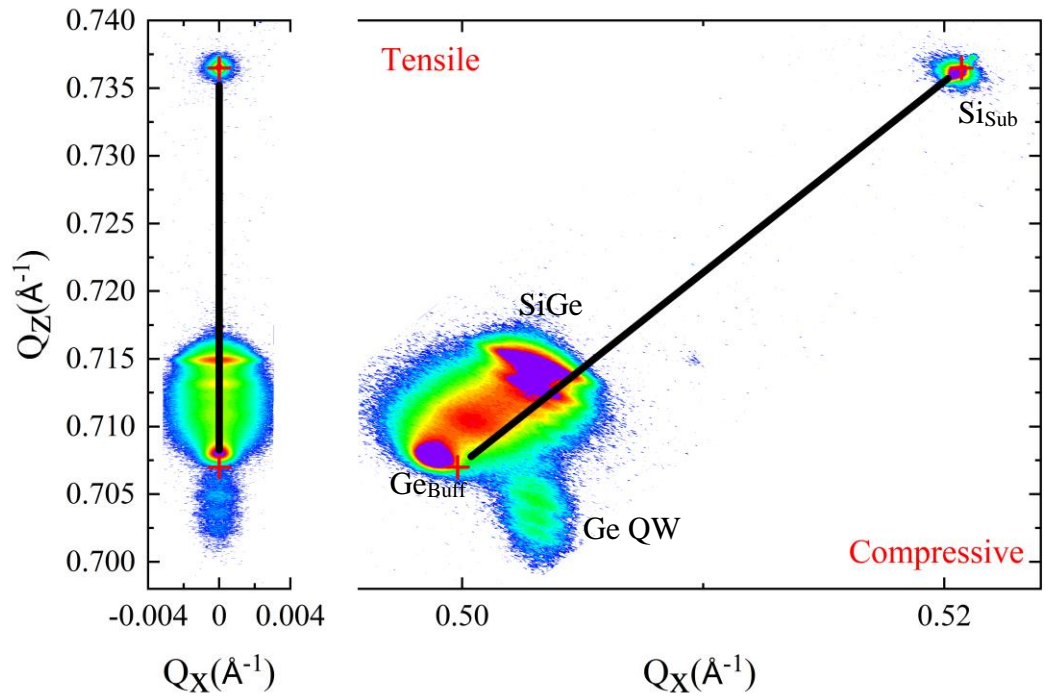 0.740
0.735
0.730
0.725
0.720
0.715
0.710
0.705
0.700
Qz(Å-1)
-0.004 0 0.004
Qx(Å-1)
Tensile
SiSub
SiGe
GeBuff
Ge QW
Compressive
0.50 0.52
Qx(Å-1)